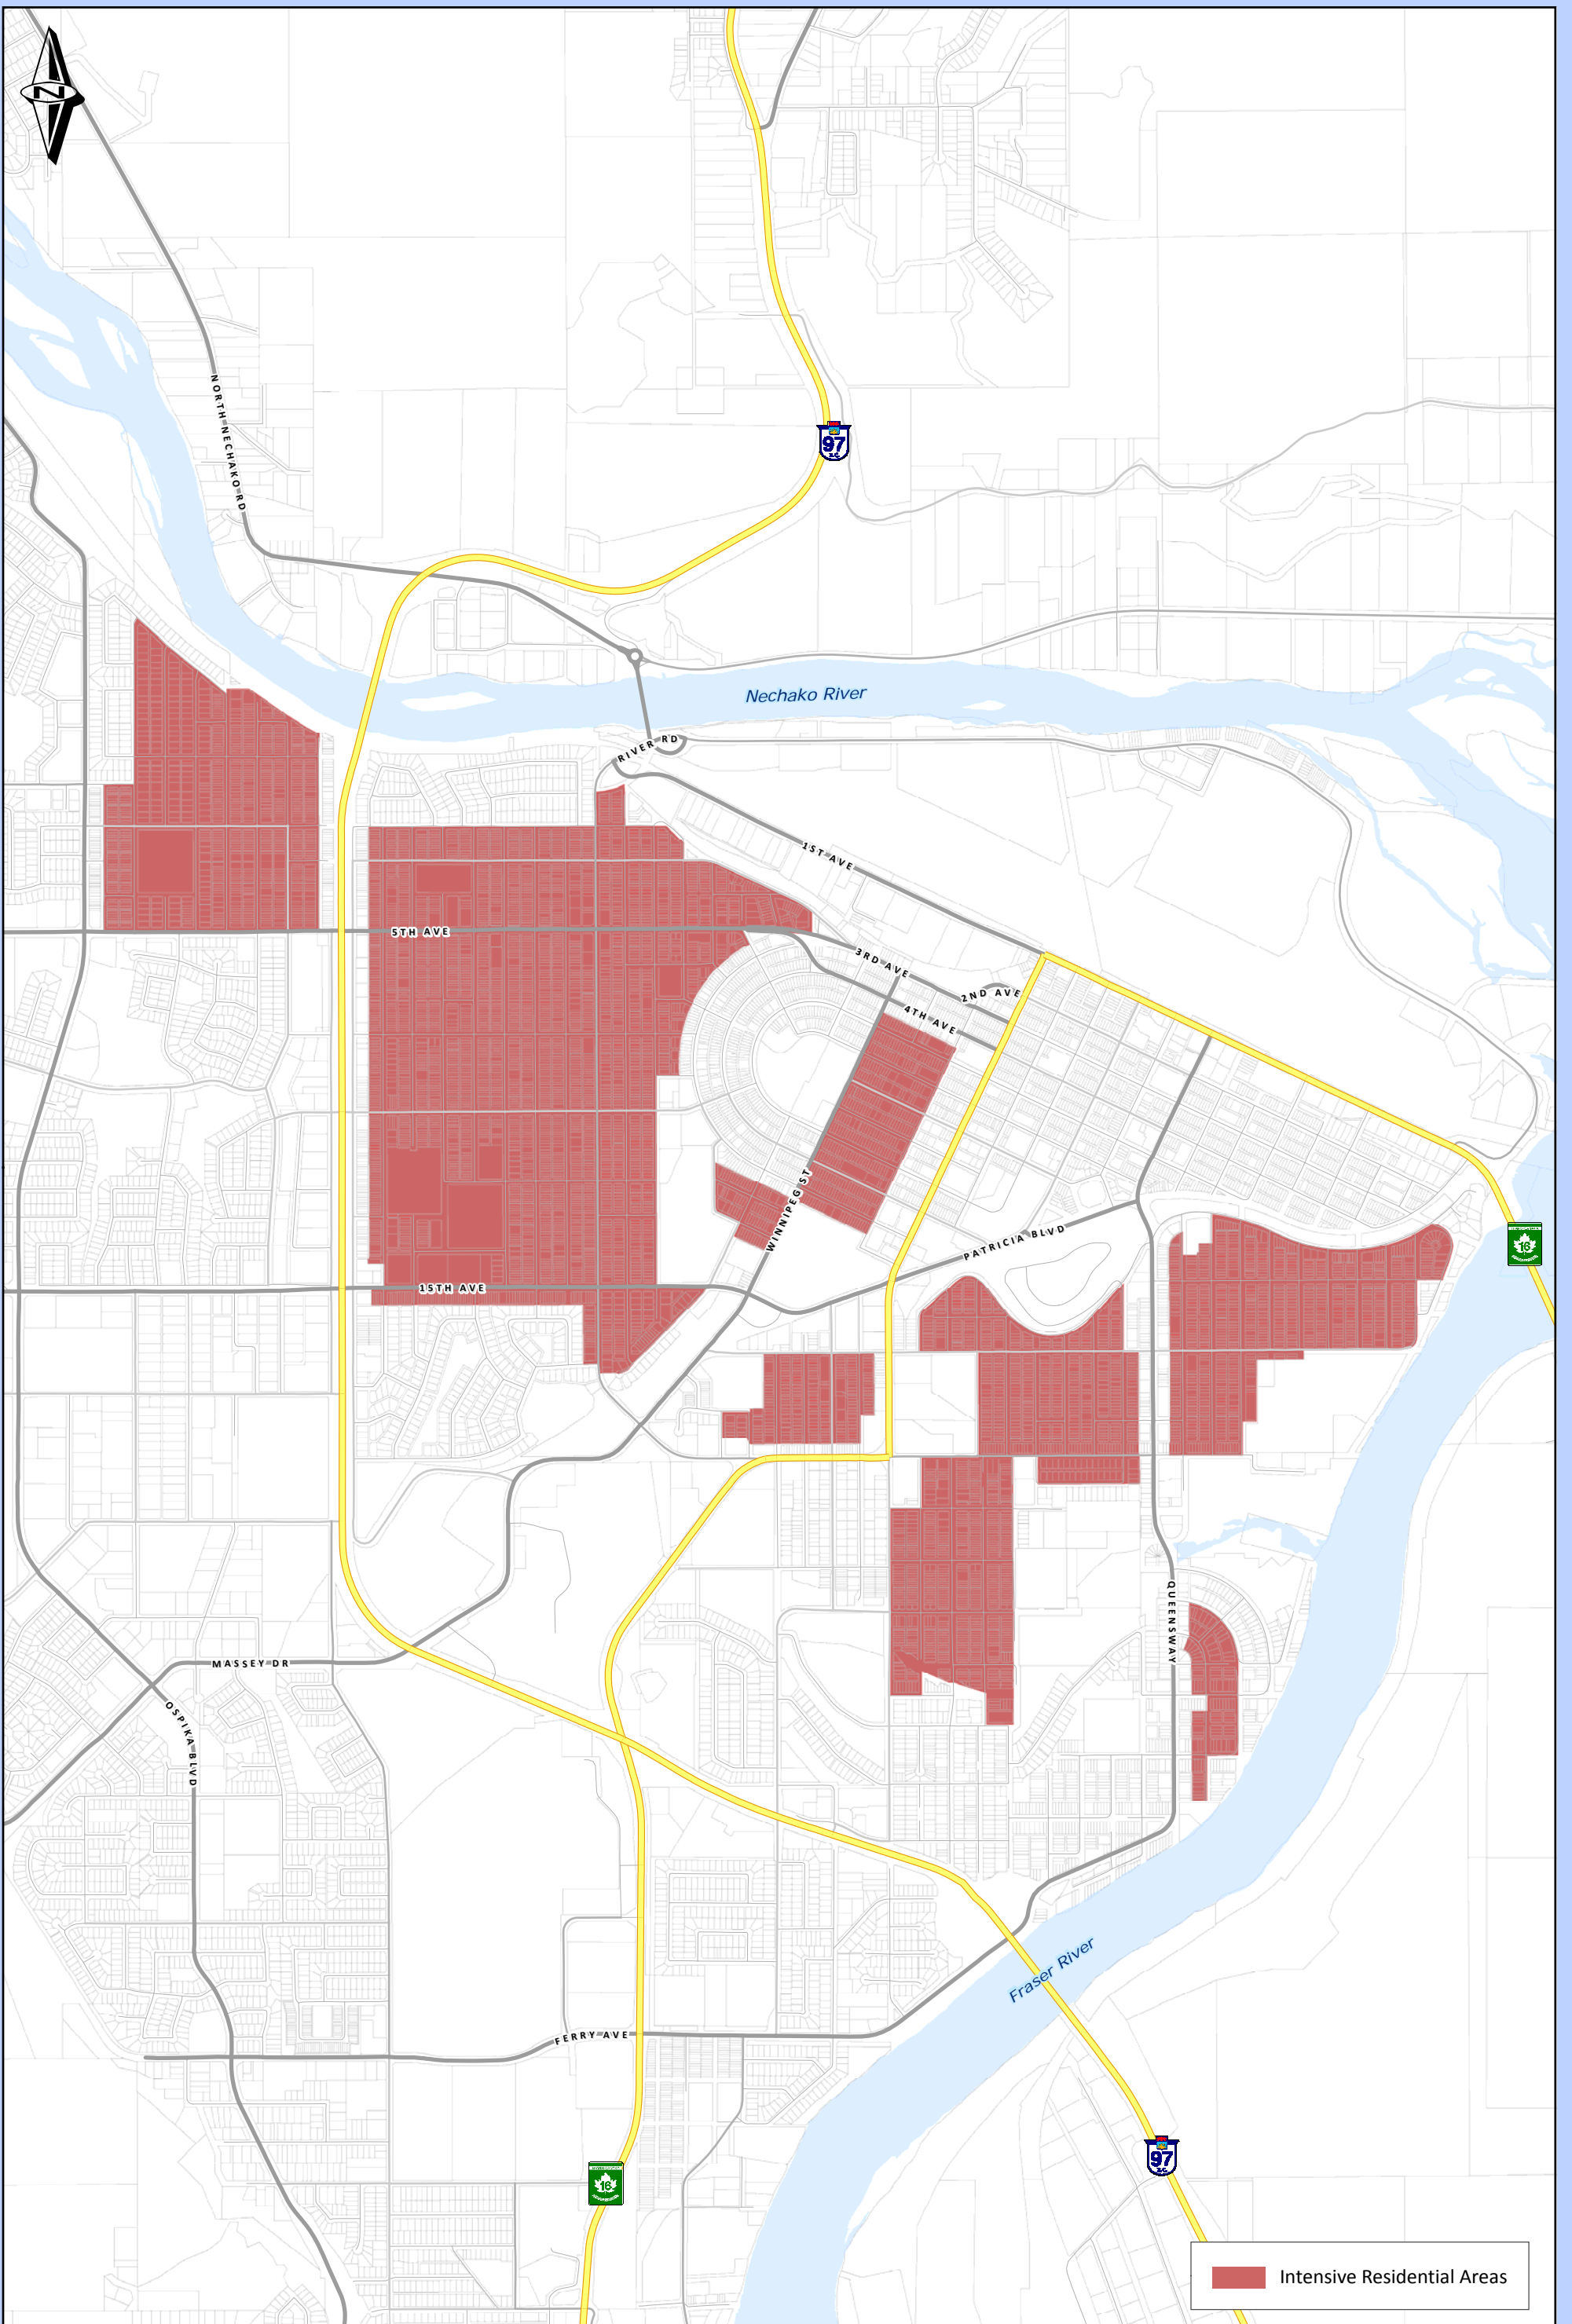 N
NORTH NECHAKO RD
97
B.C.
Nechako River
RIVER RD
1ST AVE
5TH AVE
3RD AVE
2ND AVE
4TH AVE
WINNIPEG ST
PATRICIA BLVD
16
15TH AVE
QUEENSWAY
MASSEY DR
OSPIKA BLVD
Fraser River
FERRY AVE
97
B.C.
16
Intensive Residential Areas